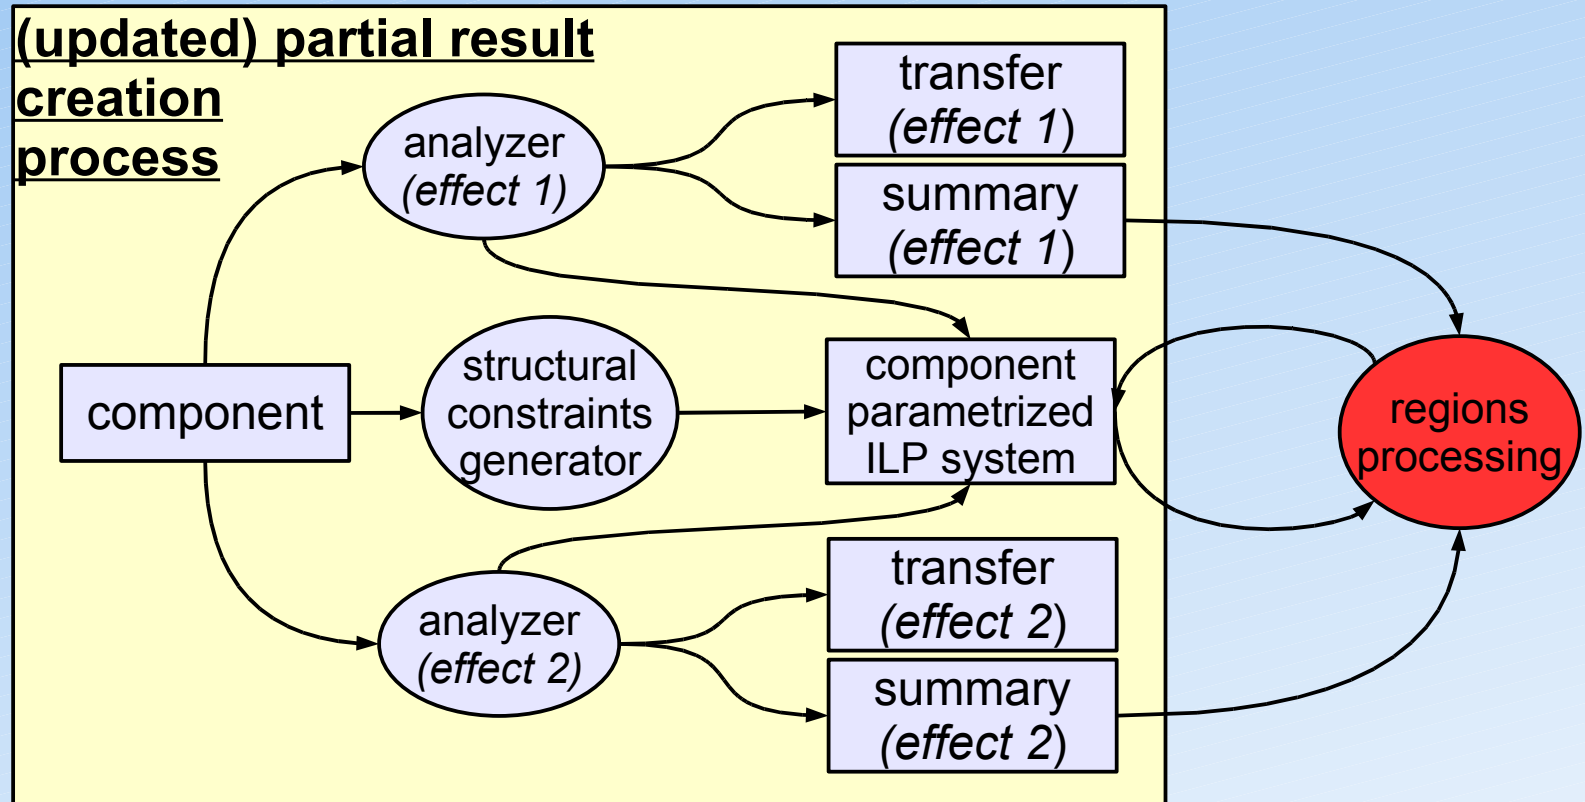 (updated) partial result
creation
process
transfer
(effect 1)
analyzer
(effect 1)
summary
(effect 1)
component
structural
constraints
generator
component
parametrized
ILP system
regions
processing
transfer
(effect 2)
analyzer
(effect 2)
summary
(effect 2)